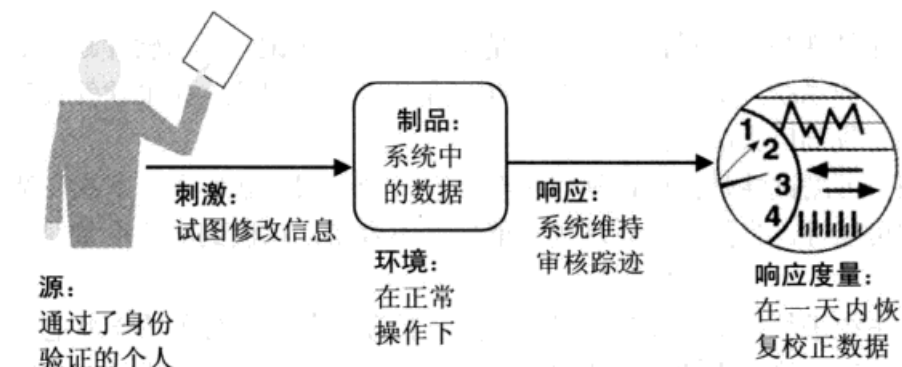 刺激：
试图修改信息
源：
通过了身份
验证的个人
制品：
系统中
的数据
环境：
在正常
操作下
响应：
系统维持
审核踪迹
1
2
3
4
响应度量：
在一天内恢
复校正数据